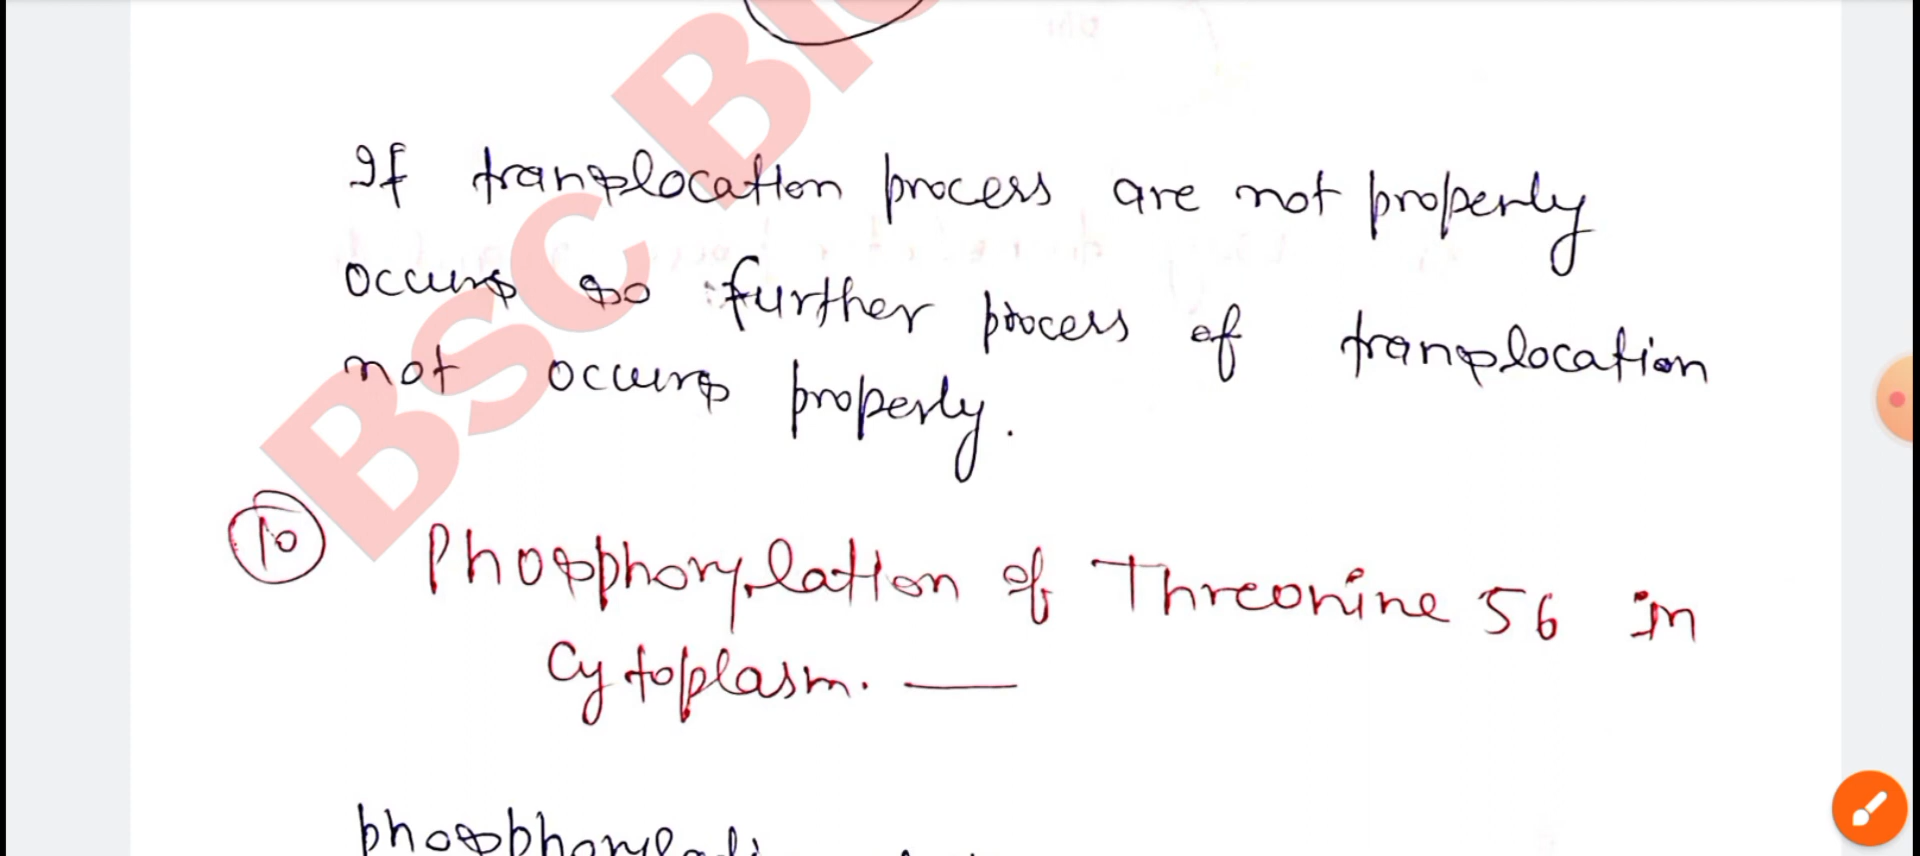 BSC
If translocation process are not properly
occurs so further process of translocation
not occurs properly.
10 Phosphorylation of Threonine 56 in
Cytoplasm. —